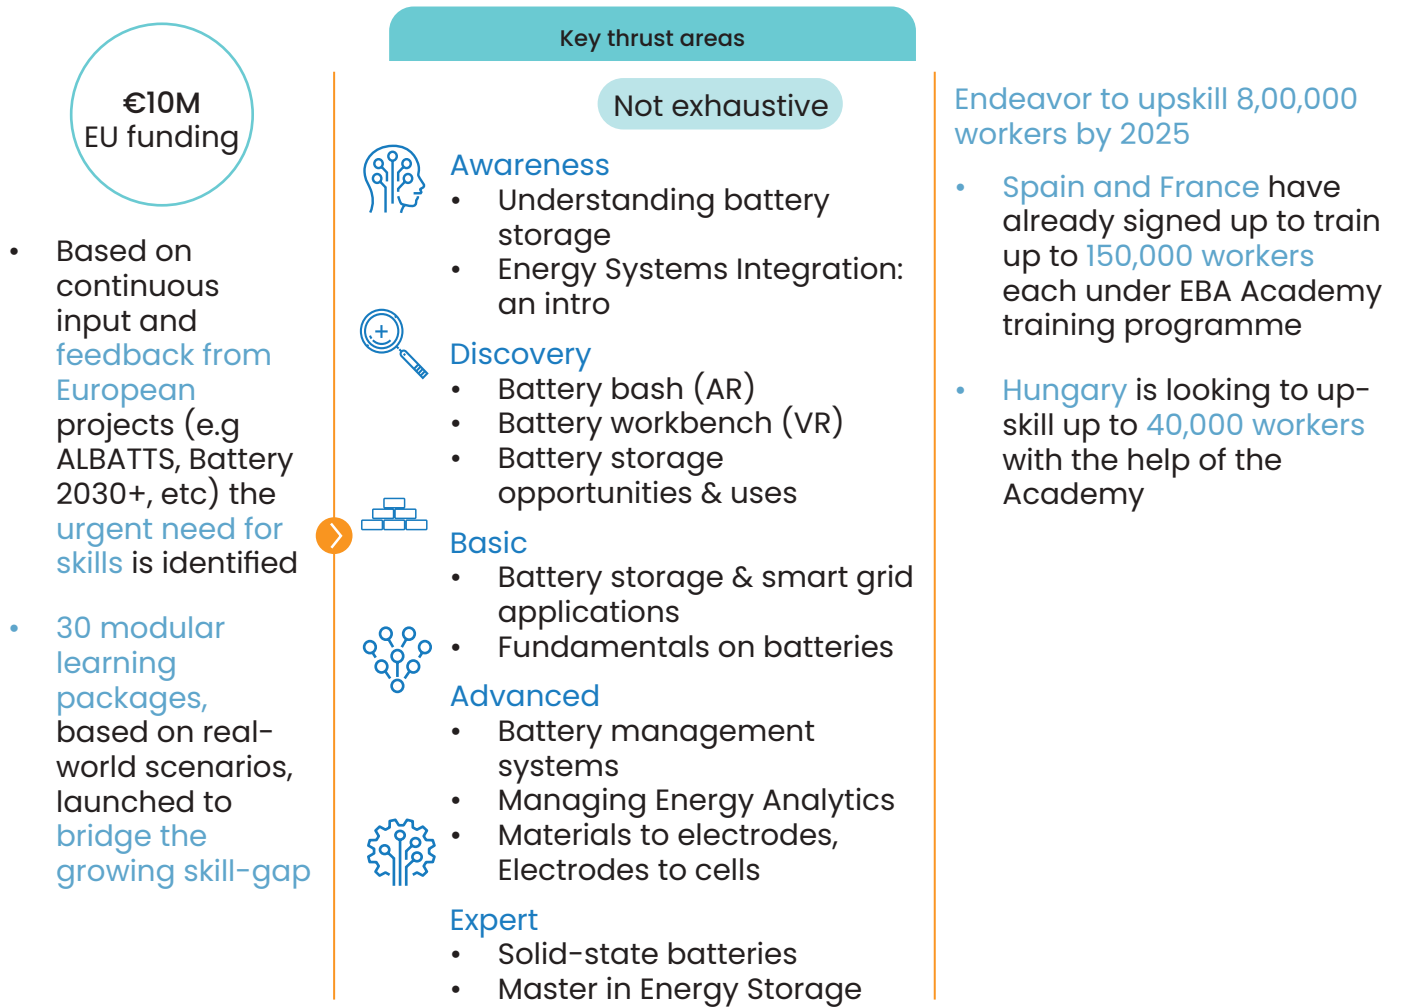 €10M
EU funding
• Based on
continuous
input and
feedback from
European
projects (e.g
ALBATTS, Battery
2030+, etc) the
urgent need for
skills is identified
• 30 modular
learning
packages,
based on real-
world scenarios,
launched to
bridge the
growing skill-gap
Key thrust areas
Not exhaustive
Awareness
• Understanding battery
storage
• Energy Systems Integration:
an intro
Discovery
• Battery bash (AR)
• Battery workbench (VR)
• Battery storage
opportunities & uses
Basic
• Battery storage & smart grid
applications
• Fundamentals on batteries
Advanced
• Battery management
systems
• Managing Energy Analytics
• Materials to electrodes,
Electrodes to cells
Expert
• Solid-state batteries
• Master in Energy Storage
Endeavor to upskill 8,00,000
workers by 2025
• Spain and France have
already signed up to train
up to 150,000 workers
each under EBA Academy
training programme
• Hungary is looking to up-
skill up to 40,000 workers
with the help of the
Academy